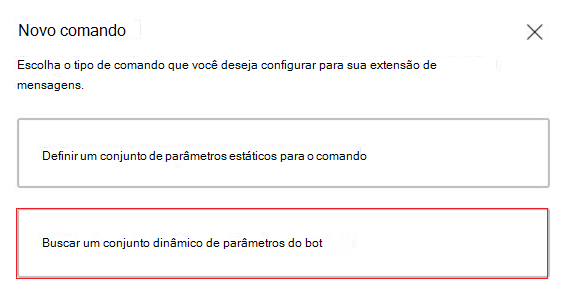 Novo comando
Escolha o tipo de comando que você deseja configurar para sua extensão de
mensagens.
Definir um conjunto de parâmetros estáticos para o comando
Buscar um conjunto dinâmico de parâmetros do bot